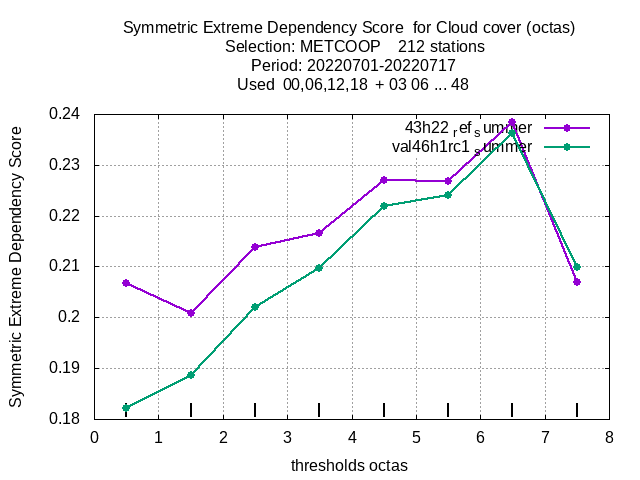 Symmetric Extreme Dependency Score  for Cloud cover (octas)
Selection: METCOOP    212 stations
Period: 20220701-20220717
Used  00,06,12,18  + 03 06 ... 48
43h22 ref summer
val46h1rc1 summer
Symmetric Extreme Dependency Score
0.24
0.23
0.22
0.21
0.2
0.19
0.18
0 1 2 3 4 5 6 7 8
thresholds octas